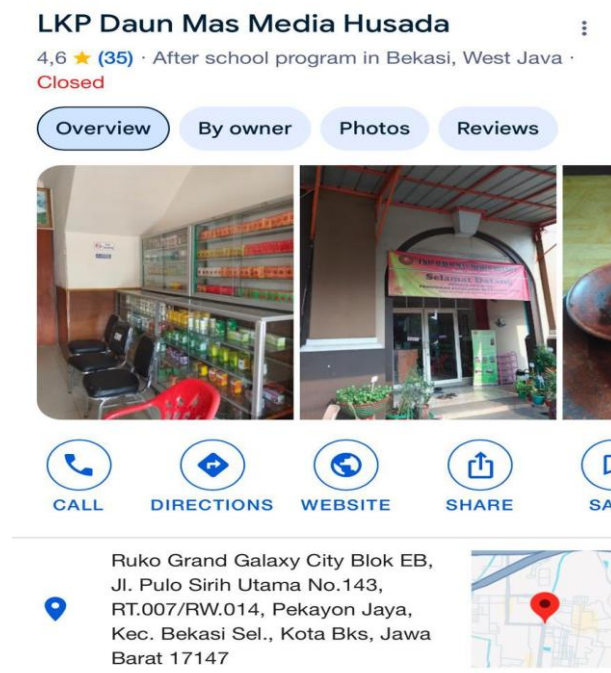 LKP Daun Mas Media Husada
4,6 ★ (35) · After school program in Bekasi, West Java ·
Closed
Overview
By owner
Photos
Reviews
Selamat Datang
CALL
DIRECTIONS
WEBSITE
SHARE
SA
Ruko Grand Galaxy City Blok EB,
Jl. Pulo Sirih Utama No.143,
RT.007/RW.014, Pekayon Jaya,
Kec. Bekasi Sel., Kota Bks, Jawa
Barat 17147